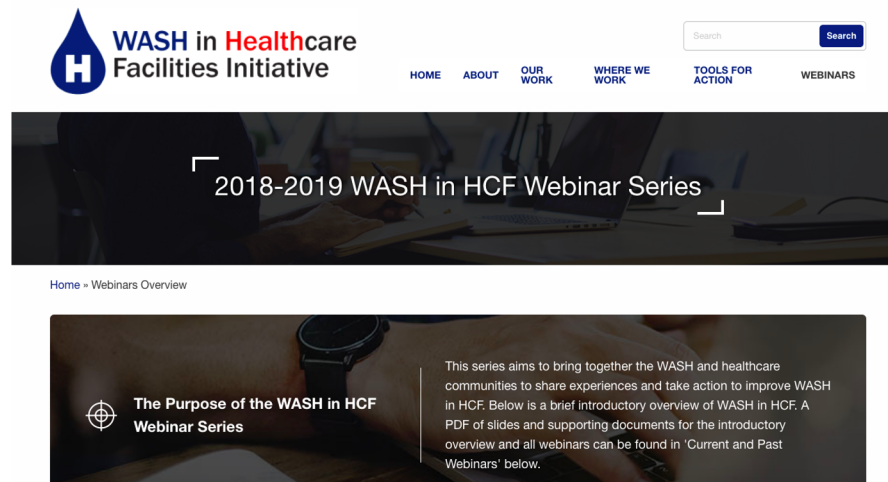 H
WASH in Healthcare
Facilities Initiative
Search
Search
HOME
ABOUT
OUR
WORK
WHERE WE
WORK
TOOLS FOR
ACTION
WEBINARS
2018-2019 WASH in HCF Webinar Series
Home » Webinars Overview
The Purpose of the WASH in HCF
Webinar Series
This series aims to bring together the WASH and healthcare
communities to share experiences and take action to improve WASH
in HCF. Below is a brief introductory overview of WASH in HCF. A
PDF of slides and supporting documents for the introductory
overview and all webinars can be found in 'Current and Past
Webinars' below.